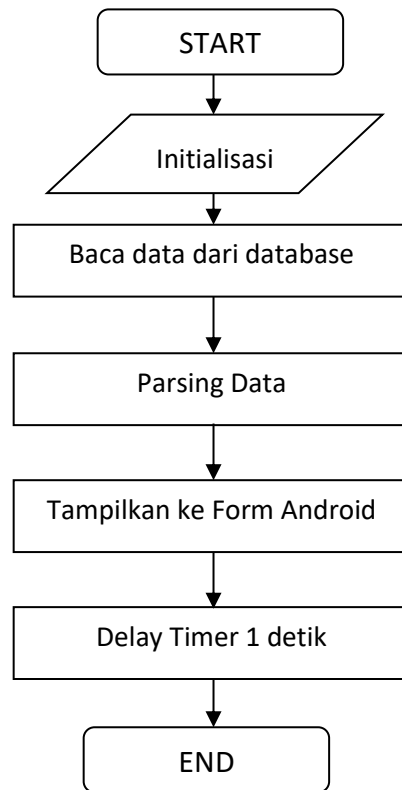 START
Initialisasi
Baca data dari database
Parsing Data
Tampilkan ke Form Android
Delay Timer 1 detik
END